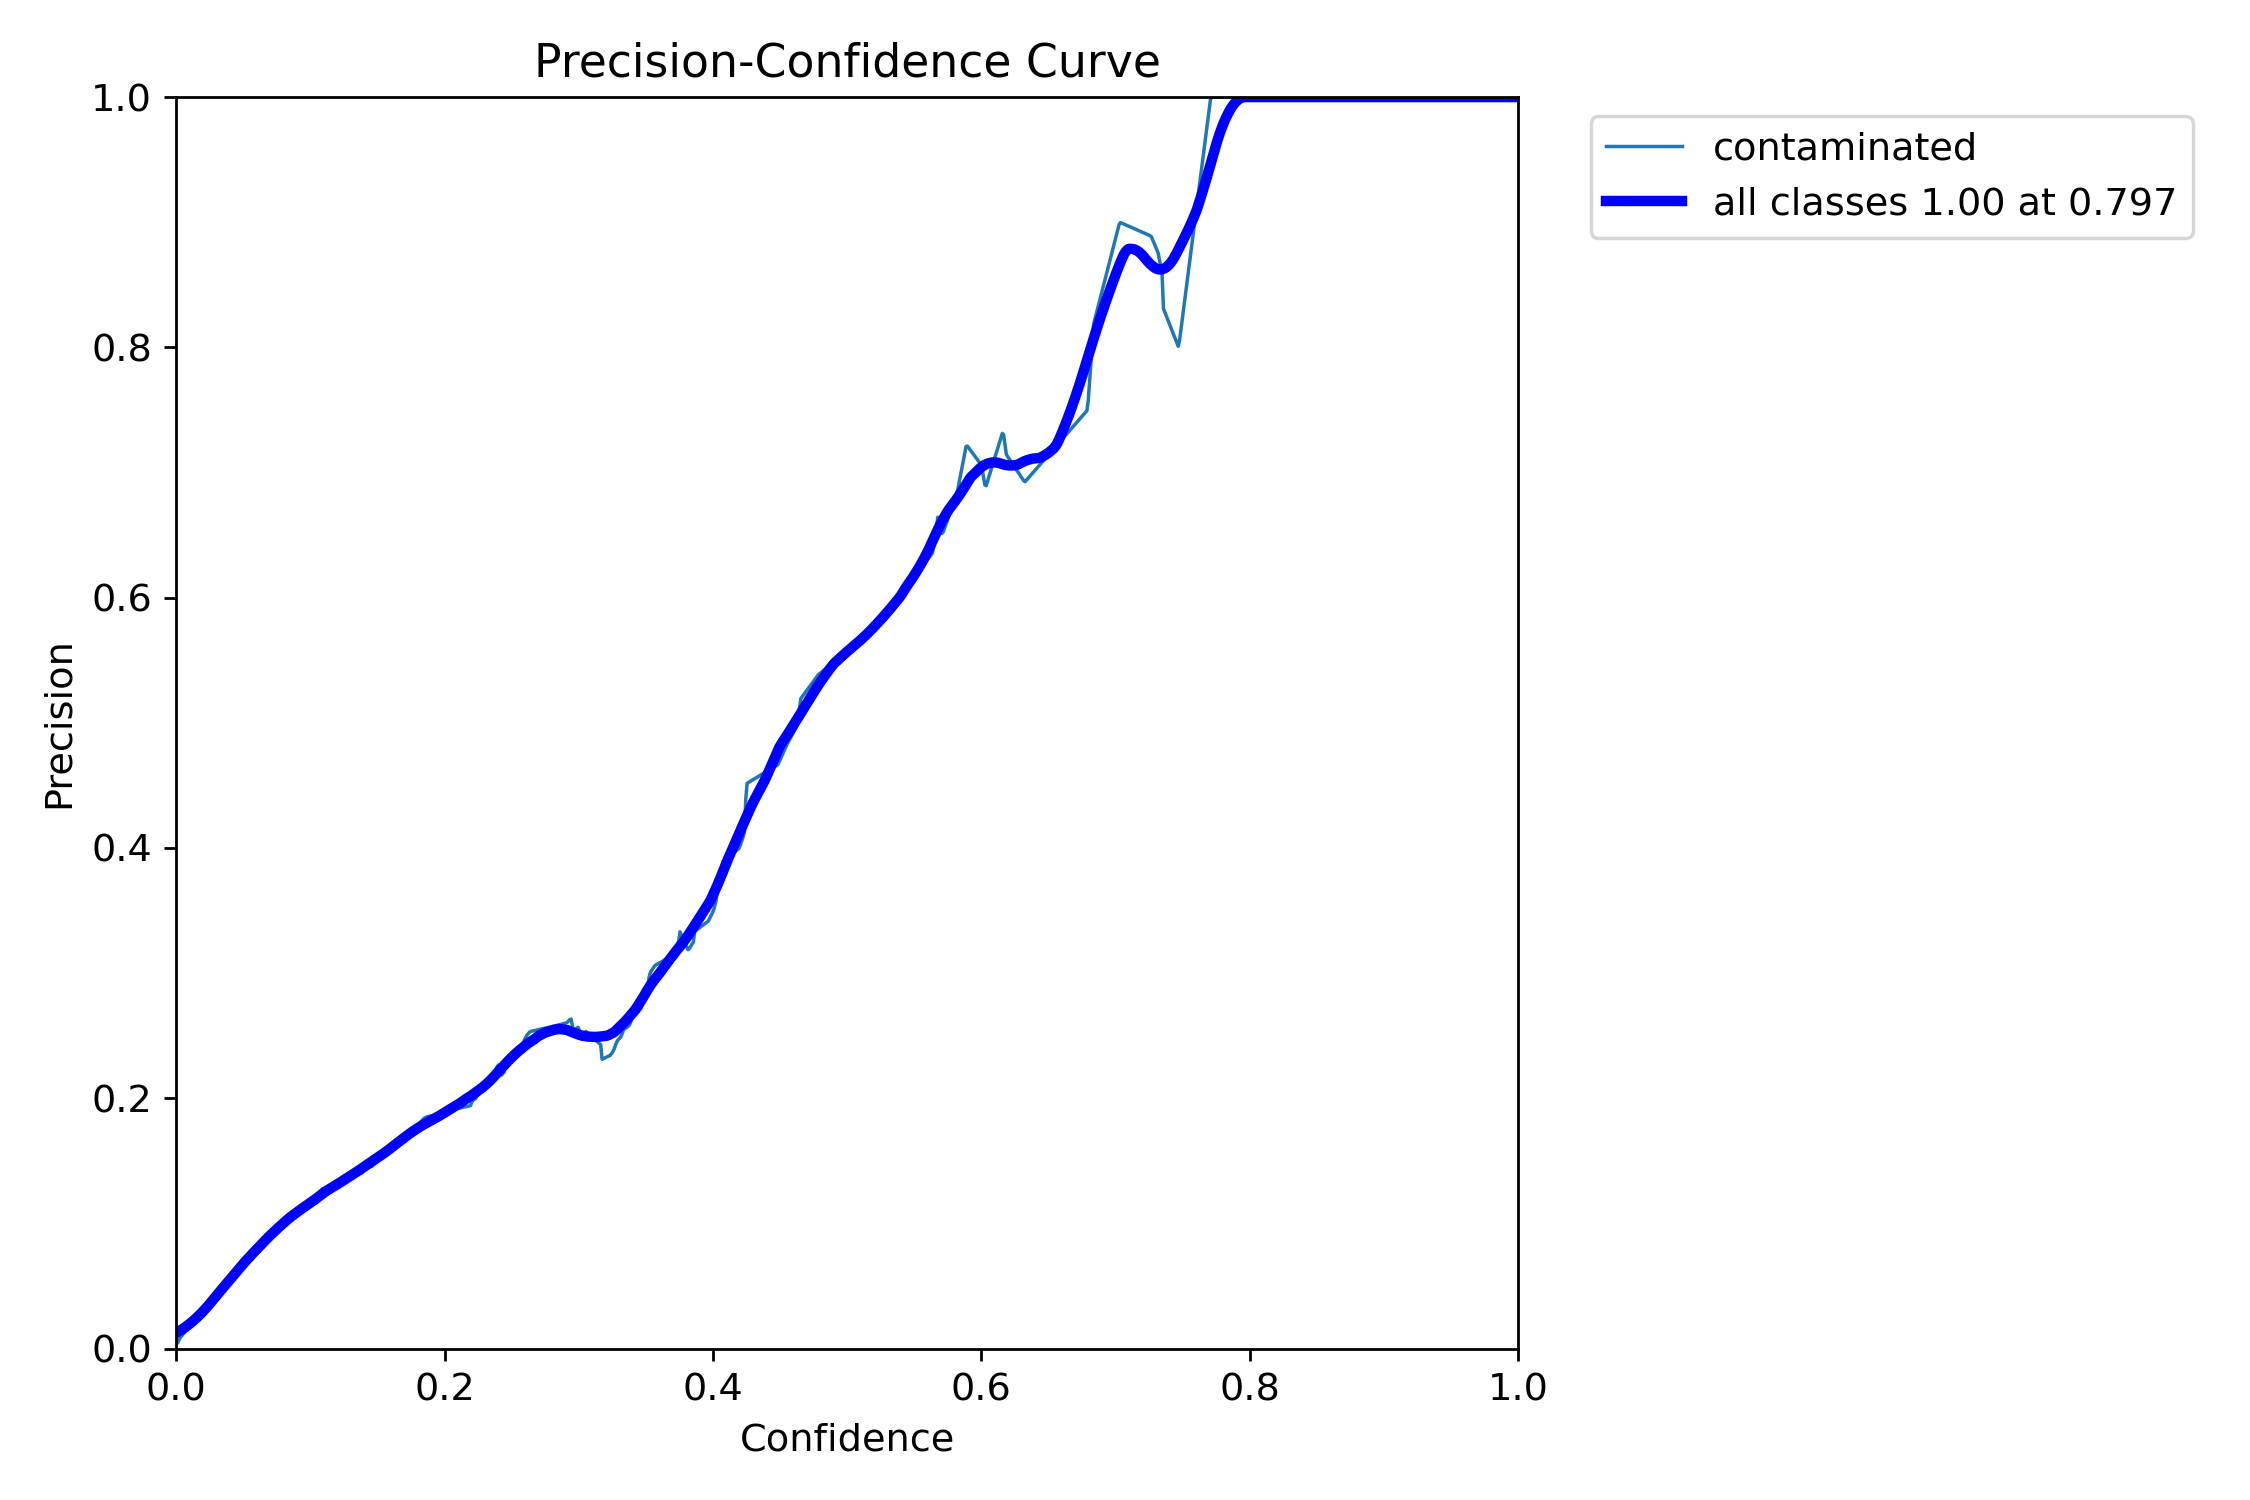 Precision-Confidence Curve
contaminated
all classes 1.00 at 0.797
1.0
0.8
0.6
0.4
0.2
0.0
Precision
0.0 0.2 0.4 0.6 0.8 1.0
Confidence